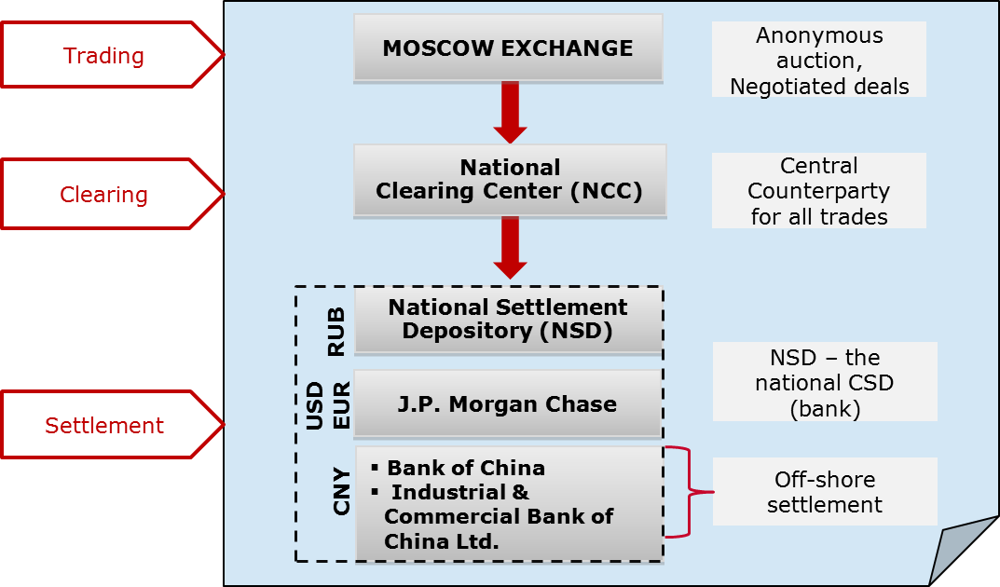 Trading
MOSCOW EXCHANGE
Anonymous
auction,
Negotiated deals
Clearing
National
Clearing Center (NCC)
Central
Counterparty
for all trades
Settlement
RUB
National Settlement
Depository (NSD)
NSD – the
national CSD
(bank)
USD
EUR
J.P. Morgan Chase
CNY
▪ Bank of China
▪ Industrial &
Commercial Bank of
China Ltd.
Off-shore
settlement